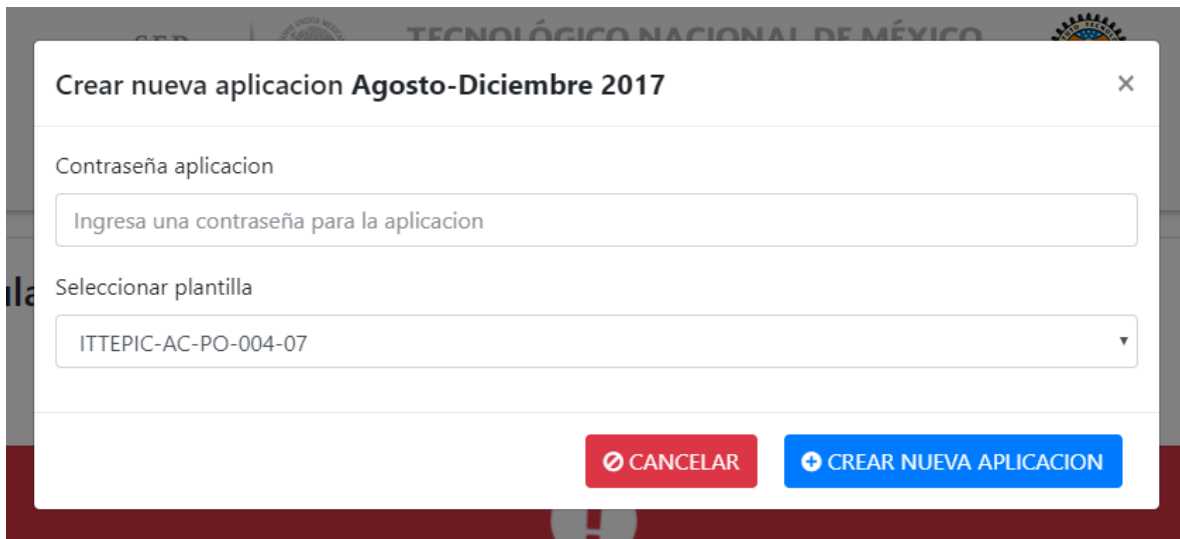 TECNOLÓGICO NACIONAL DE MÉXICO
Crear nueva aplicacion Agosto-Diciembre 2017
×
Contraseña aplicacion
Ingresa una contraseña para la aplicacion
Seleccionar plantilla
ITTEPIC-AC-PO-004-07
CANCELAR
CREAR NUEVA APLICACION